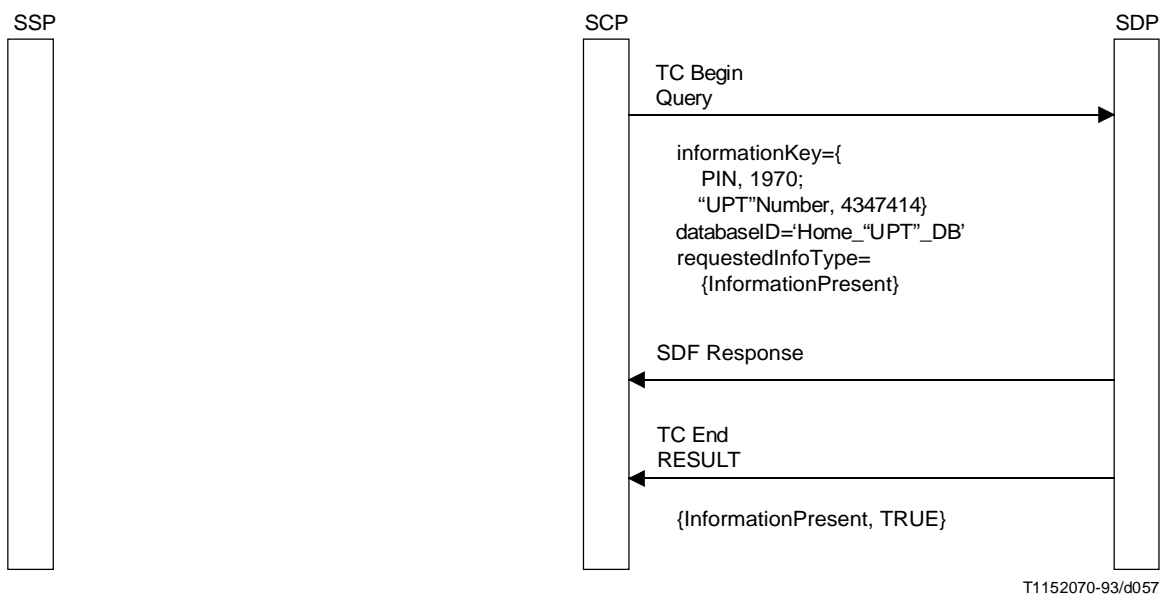 SSP
SCP
SDP
TC Begin
Query
informationKey={
PIN, 1970;
“UPT”Number, 4347414}
databaseID=‘Home_“UPT”_DB’
requestedInfoType=
{InformationPresent}
SDF Response
TC End
RESULT
{InformationPresent, TRUE}
T1152070-93/d057